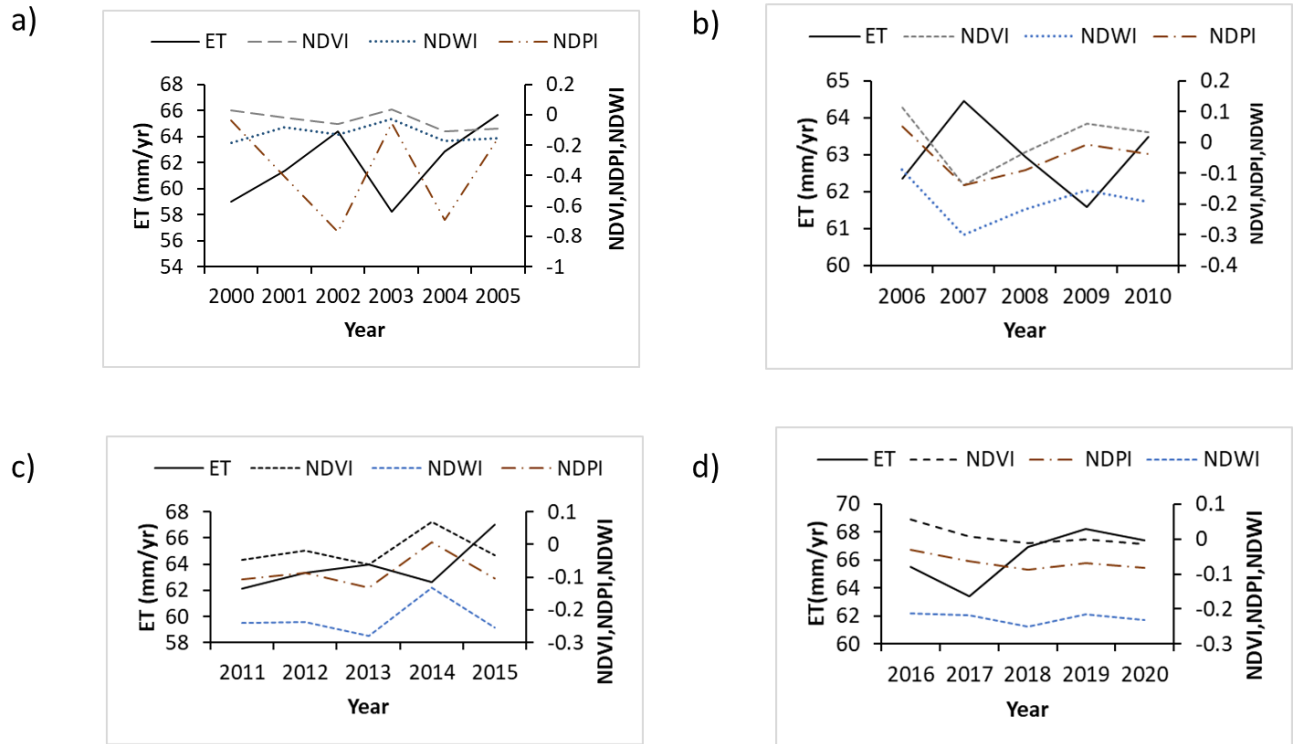 a)
ET NDVI NDWI NDPI
ET (mm/yr)
68
66
64
62
60
58
56
54
0.2
0
-0.2
-0.4
-0.6
-0.8
-1
NDVI,NDPI,NDWI
2000 2001 2002 2003 2004 2005
Year
b)
ET NDVI NDWI NDPI
ET (mm/yr)
65
64
63
62
61
60
0.2
0.1
0
-0.1
-0.2
-0.3
-0.4
NDVI,NDPI,NDWI
2006 2007 2008 2009 2010
Year
c)
ET NDVI NDWI NDPI
ET (mm/yr)
68
66
64
62
60
58
0.1
0
-0.1
-0.2
-0.3
NDVI,NDPI,NDWI
2011 2012 2013 2014 2015
Year
d)
ET NDVI NDPI NDWI
ET(mm/yr)
70
68
66
64
62
60
0.1
0
-0.1
-0.2
-0.3
NDVI,NDPI,NDWI
2016 2017 2018 2019 2020
Year